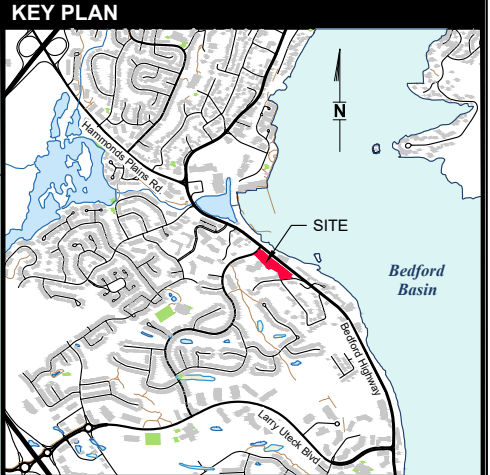 KEY PLAN
Hammonds Plains Rd.
N
SITE
Bedford
Basin
Bedford Highway
Larry Uteck Blvd.